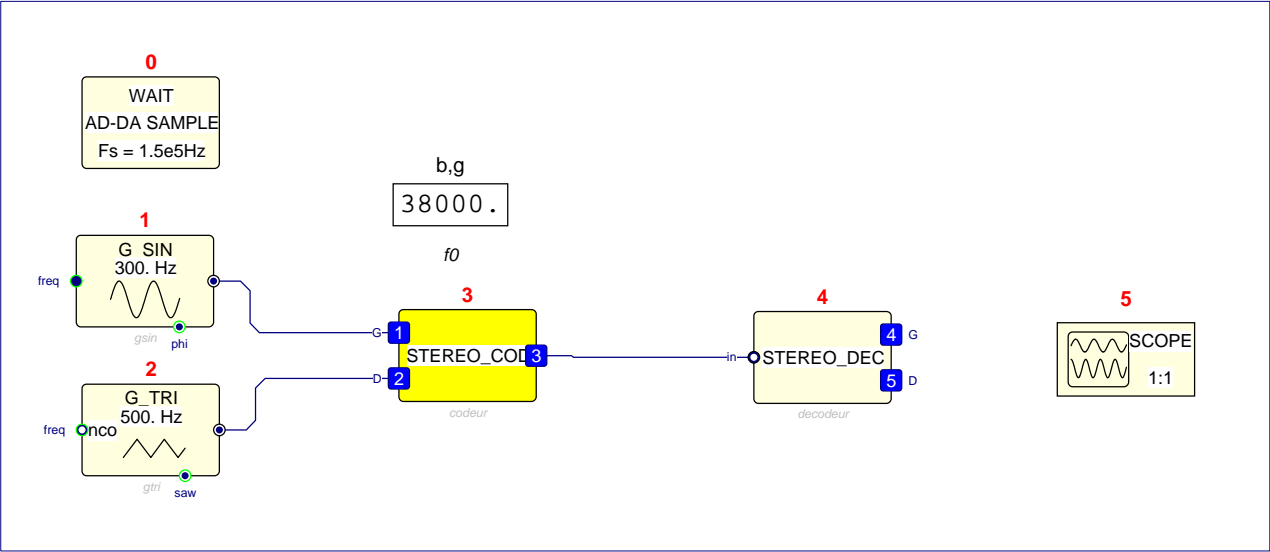 0
WAIT
AD-DA SAMPLE
Fs = 1.5e5Hz
b,g
38000.
f0
1
G_SIN
300. Hz
freq
gsin
phi
2
G_TRI
500. Hz
freq
nco
gtri
saw
3
G
1
STEREO_COD
3
D
2
codeur
4
in
STEREO_DEC
4
G
5
D
decodeur
5
SCOPE
1:1